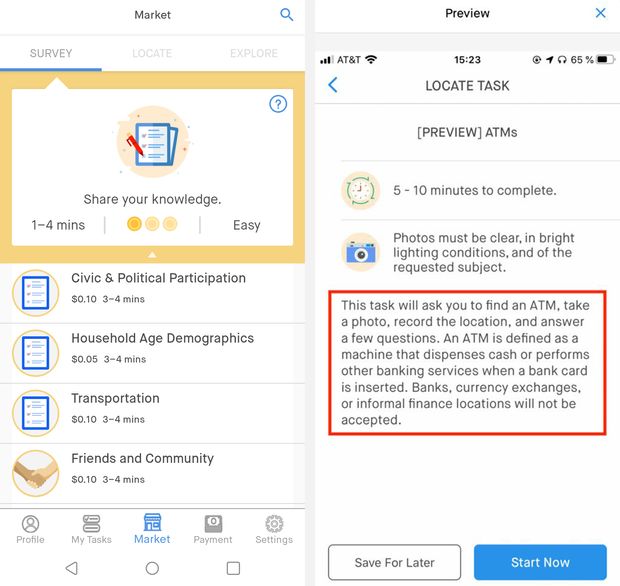 Market
SURVEY
LOCATE
EXPLORE
?
Share your knowledge.
1–4 mins
Easy
Civic & Political Participation
$0.10 3–4 mins
Household Age Demographics
$0.05 3–4 mins
Transportation
$0.10 3–4 mins
Friends and Community
$0.10 3–4 mins
Profile
My Tasks
Market
Payment
Settings
Preview
AT&T
15:23
65 %
LOCATE TASK
[PREVIEW] ATMs
5 - 10 minutes to complete.
Photos must be clear, in bright
lighting conditions, and of the
requested subject.
This task will ask you to find an ATM, take
a photo, record the location, and answer
a few questions. An ATM is defined as a
machine that dispenses cash or performs
other banking services when a bank card
is inserted. Banks, currency exchanges,
or informal finance locations will not be
accepted.
Save For Later
Start Now